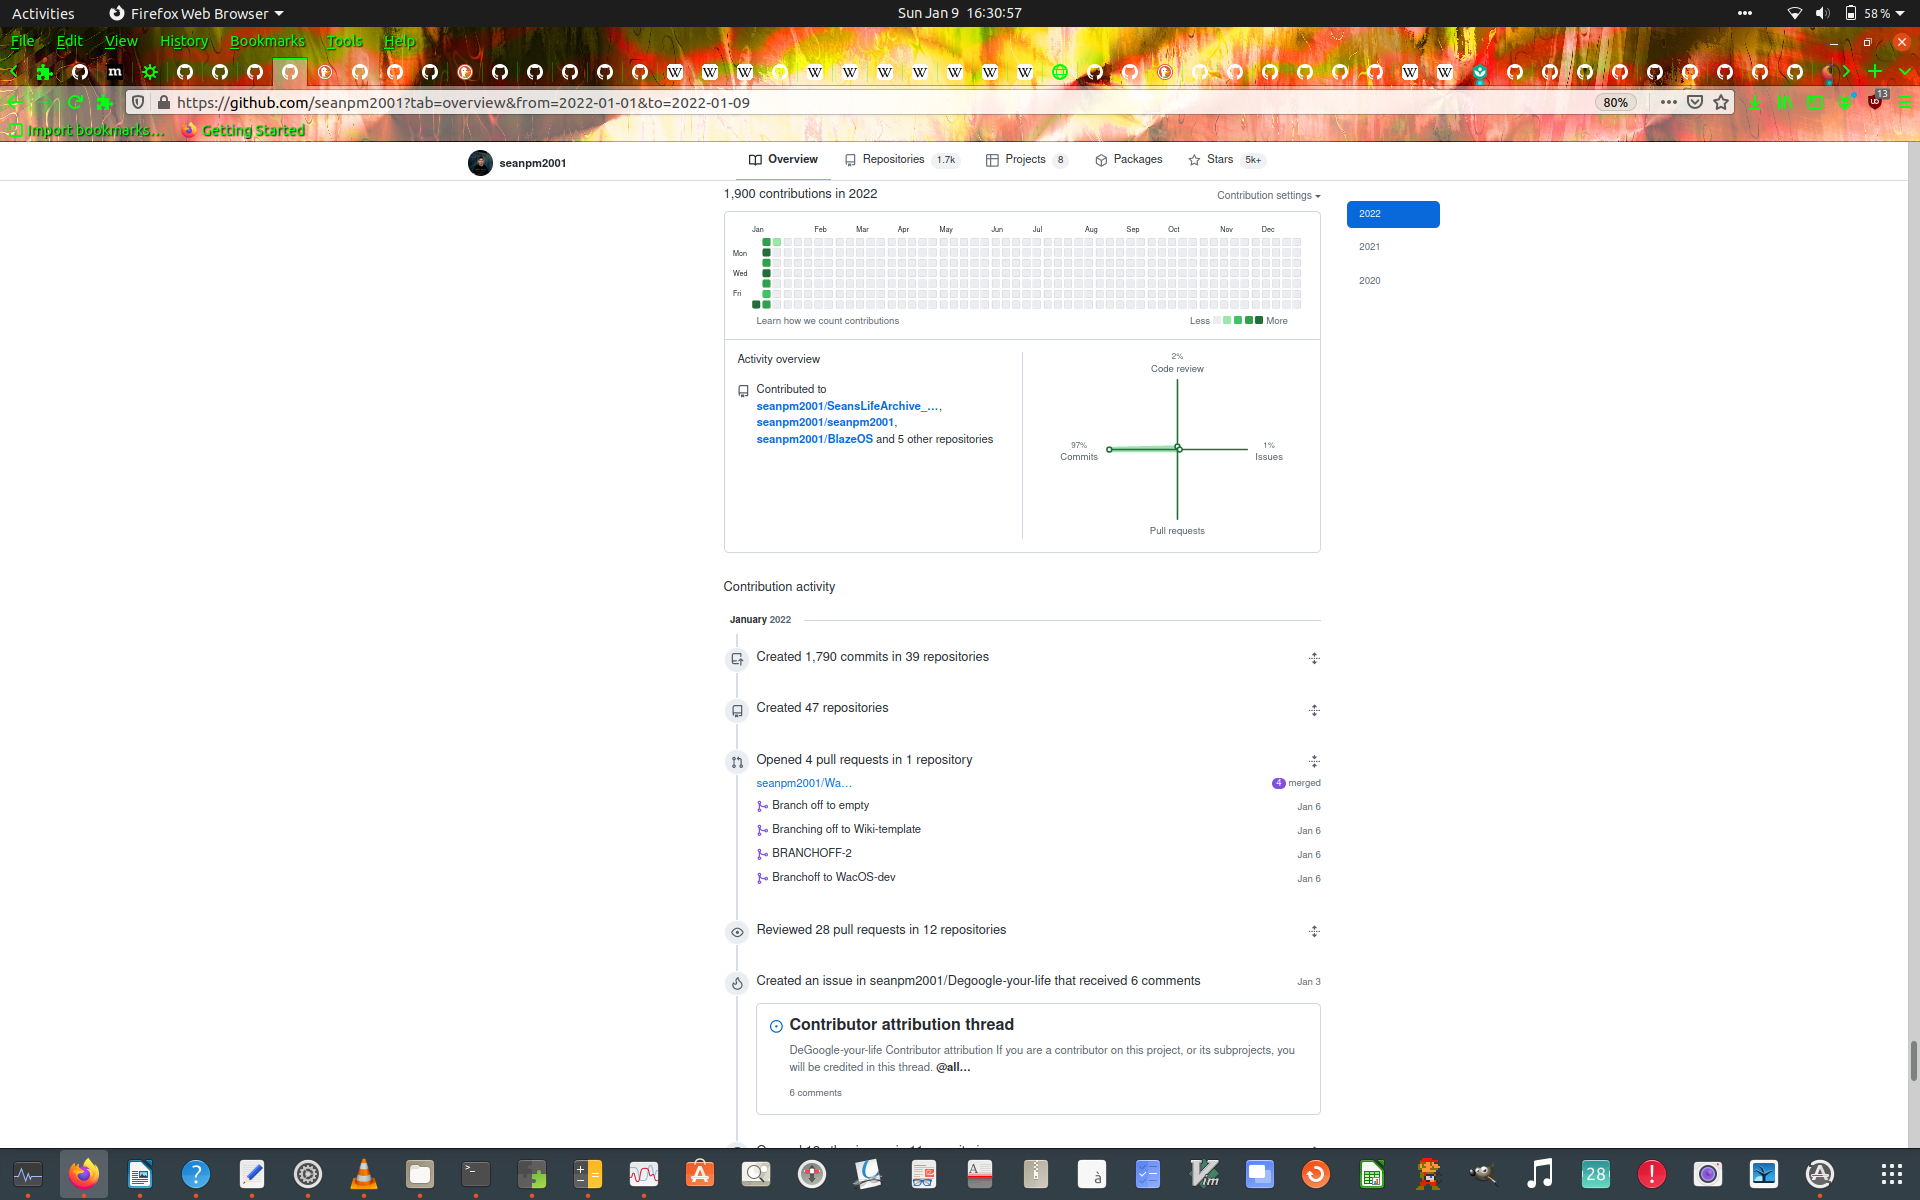 Activities Firefox Web Browser Sun Jan 9 16:30:57 58 %
File Edit View History Bookmarks Tools Help
https://github.com/seanpm2001?tab=overview&from=2022-01-01&to=2022-01-09 80% 13
Import bookmarks... Getting Started
seanpm2001 Overview Repositories 1.7k Projects 8 Packages Stars 5k+
1,900 contributions in 2022 Contribution settings
2022
2021
2020
Jan Feb Mar Apr May Jun Jul Aug Sep Oct Nov Dec
Mon
Wed
Fri
Learn how we count contributions Less More
Activity overview
Contributed to
seanpm2001/SeansLifeArchive_...,
seanpm2001/seanpm2001,
seanpm2001/BlazeOS and 5 other repositories
2%
Code review
97%
Commits
1%
Issues
Pull requests
Contribution activity
January 2022
Created 1,790 commits in 39 repositories
Created 47 repositories
Opened 4 pull requests in 1 repository
seanpm2001/Wa... 4 merged
Branch off to empty Jan 6
Branching off to Wiki-template Jan 6
BRANCHOFF-2 Jan 6
Branchoff to WacOS-dev Jan 6
Reviewed 28 pull requests in 12 repositories
Created an issue in seanpm2001/Degoogle-your-life that received 6 comments Jan 3
Contributor attribution thread
DeGoogle-your-life Contributor attribution If you are a contributor on this project, or its subprojects, you
will be credited in this thread. @all...
6 comments
28